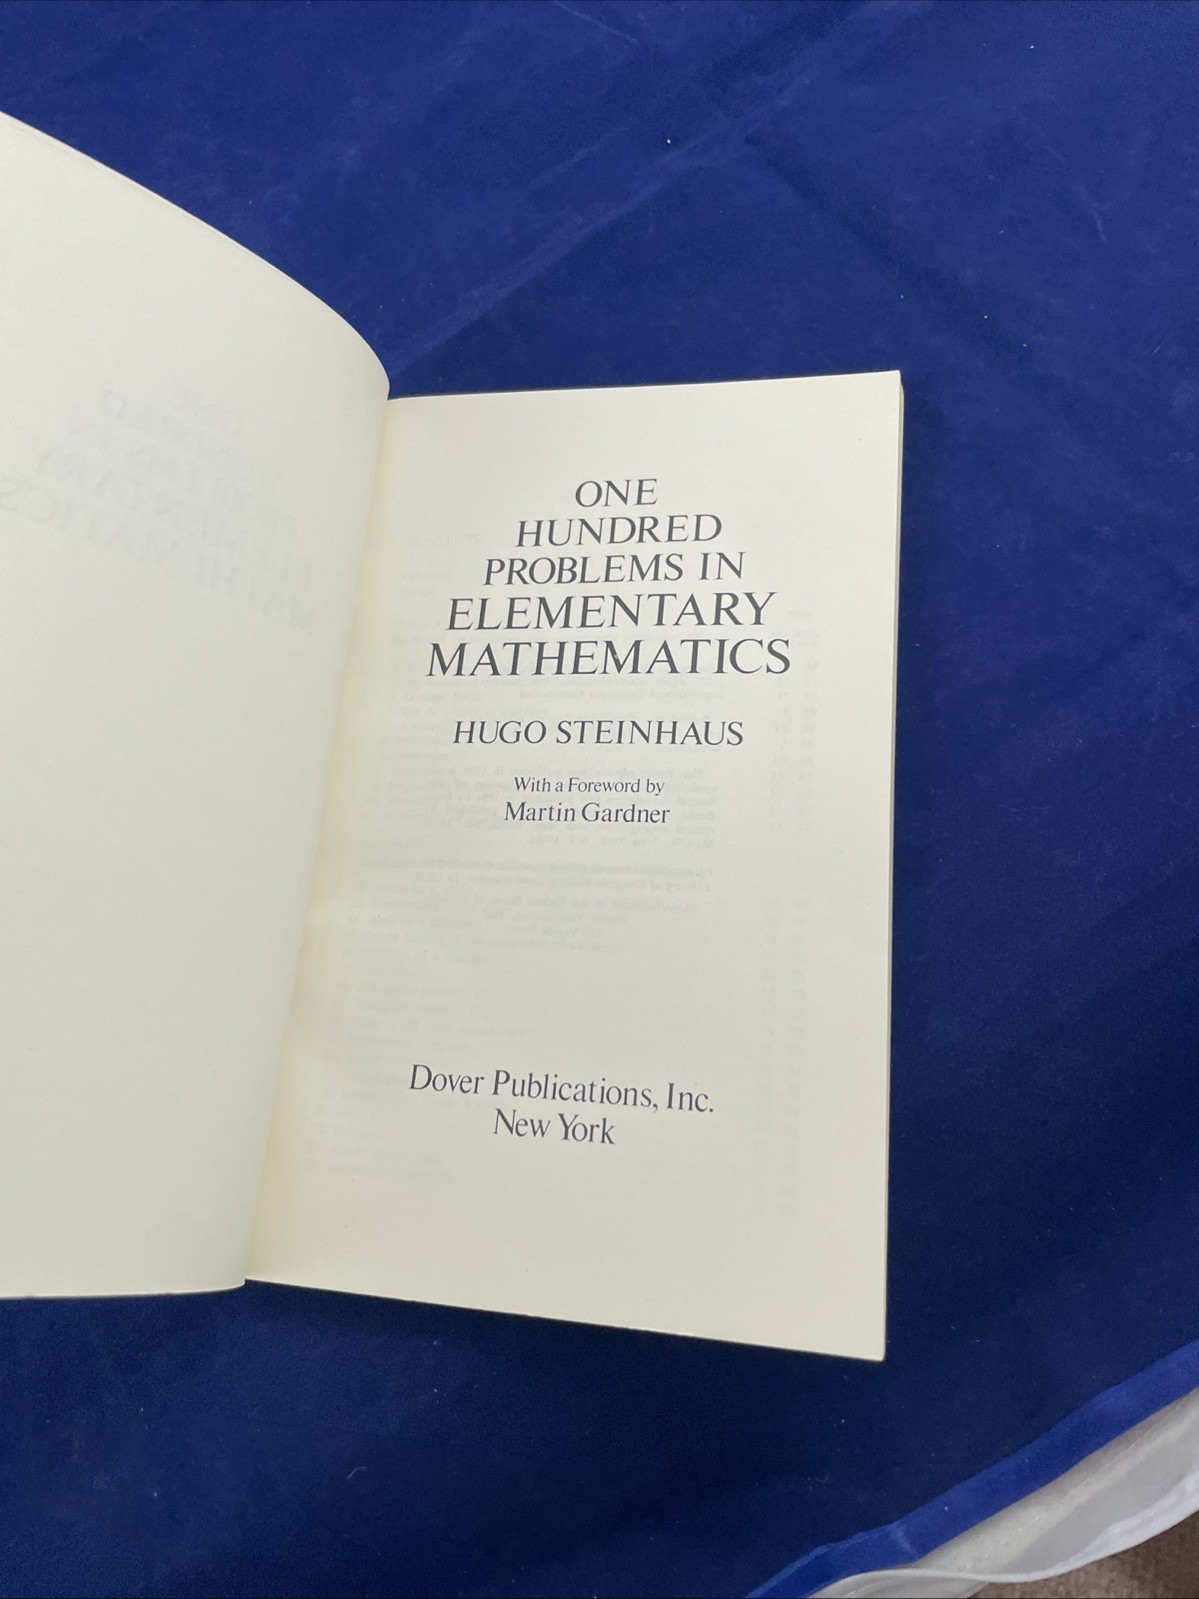 ONE
HUNDRED
PROBLEMS IN
ELEMENTARY
MATHEMATICS
HUGO STEINHAUS
With a Foreword by
Martin Gardner
Dover Publications, Inc.
New York